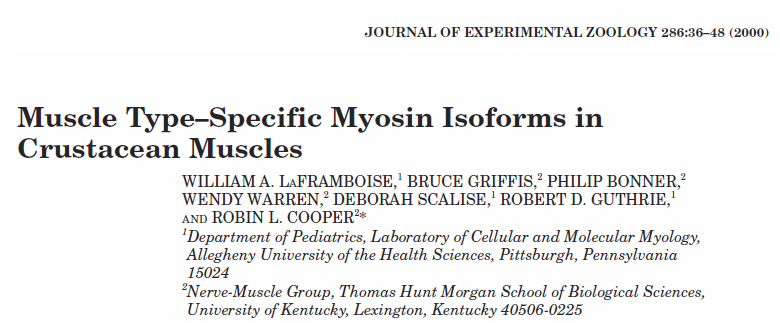 JOURNAL OF EXPERIMENTAL ZOOLOGY 286:36–48 (2000)
Muscle Type–Specific Myosin Isoforms in
Crustacean Muscles
WILLIAM A. LAFRAMBOISE,¹ BRUCE GRIFFIS,² PHILIP BONNER,²
WENDY WARREN,² DEBORAH SCALISE,¹ ROBERT D. GUTHRIE,¹
AND ROBIN L. COOPER²*
¹Department of Pediatrics, Laboratory of Cellular and Molecular Myology,
Allegheny University of the Health Sciences, Pittsburgh, Pennsylvania
15024
²Nerve-Muscle Group, Thomas Hunt Morgan School of Biological Sciences,
University of Kentucky, Lexington, Kentucky 40506-0225